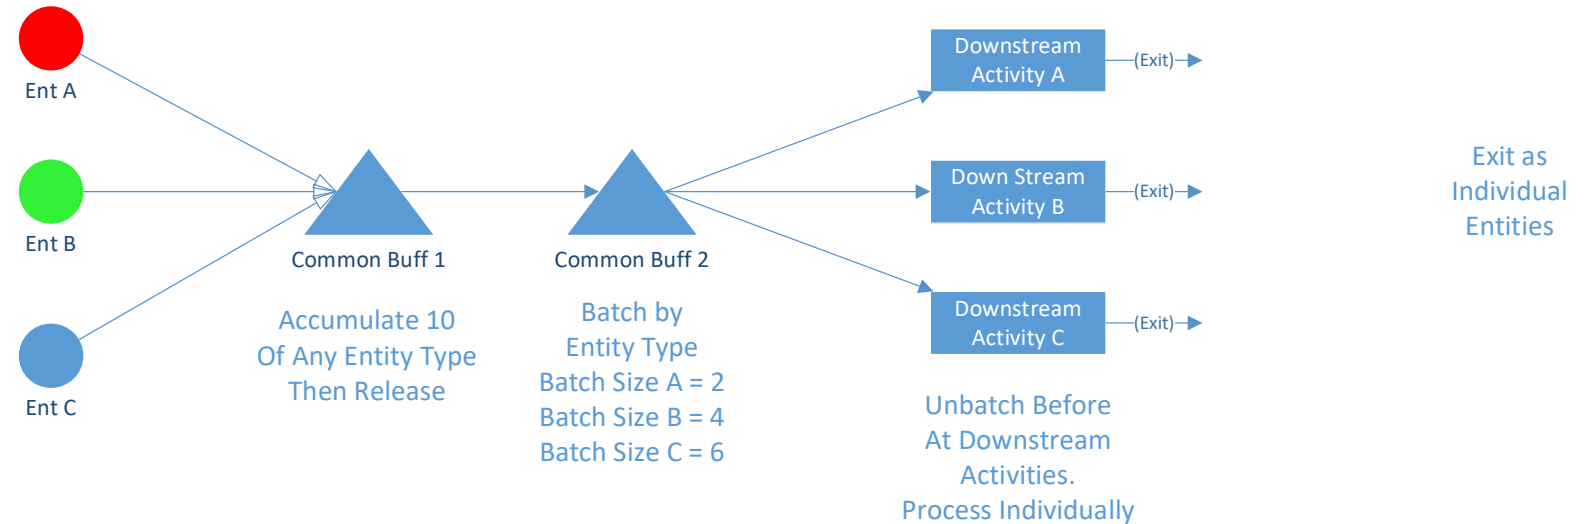 Ent A
Ent B
Ent C
Common Buff 1
Accumulate 10
Of Any Entity Type
Then Release
Common Buff 2
Batch by
Entity Type
Batch Size A = 2
Batch Size B = 4
Batch Size C = 6
Downstream
Activity A
(Exit)
Down Stream
Activity B
(Exit)
Downstream
Activity C
(Exit)
Unbatch Before
At Downstream
Activities.
Process Individually
Exit as
Individual
Entities